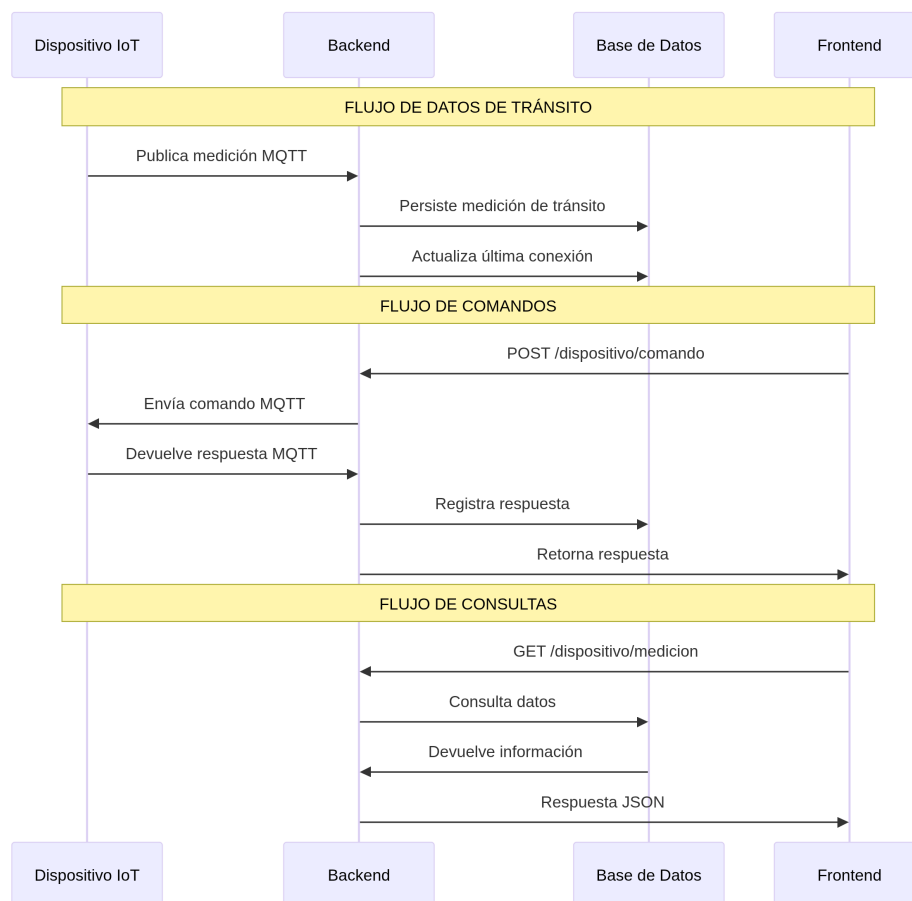 Dispositivo IoT
Backend
Base de Datos
Frontend
FLUJO DE DATOS DE TRÁNSITO
Publica medición MQTT
Persiste medición de tránsito
Actualiza última conexión
FLUJO DE COMANDOS
POST /dispositivo/comando
Envía comando MQTT
Devuelve respuesta MQTT
Registra respuesta
Retorna respuesta
FLUJO DE CONSULTAS
GET /dispositivo/medicion
Consulta datos
Devuelve información
Respuesta JSON
Dispositivo IoT
Backend
Base de Datos
Frontend